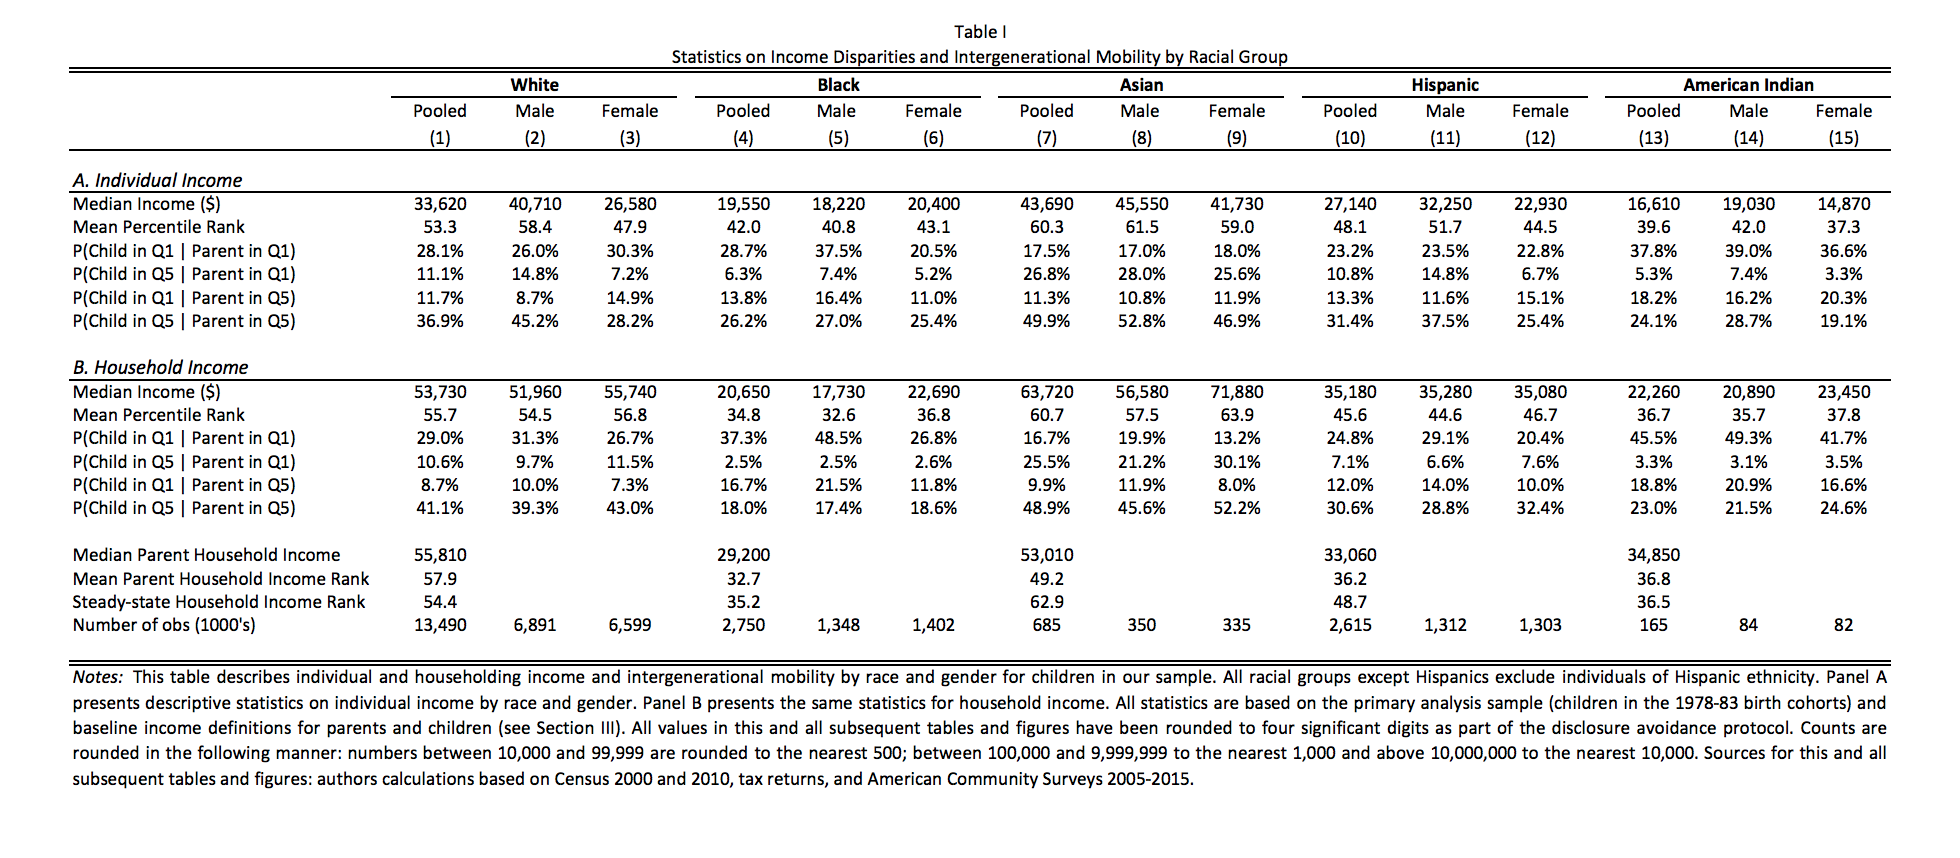 Table I
Statistics on Income Disparities and Intergenerational Mobility by Racial Group
White Black Asian Hispanic American Indian
Pooled Male Female Pooled Male Female Pooled Male Female Pooled Male Female Pooled Male Female
(1) (2) (3) (4) (5) (6) (7) (8) (9) (10) (11) (12) (13) (14) (15)
A. Individual Income
Median Income ($) 33,620 40,710 26,580 19,550 18,220 20,400 43,690 45,550 41,730 27,140 32,250 22,930 16,610 19,030 14,870
Mean Percentile Rank 53.3 58.4 47.9 42.0 40.8 43.1 60.3 61.5 59.0 48.1 51.7 44.5 39.6 42.0 37.3
P(Child in Q1 | Parent in Q1) 28.1% 26.0% 30.3% 28.7% 37.5% 20.5% 17.5% 17.0% 18.0% 23.2% 23.5% 22.8% 37.8% 39.0% 36.6%
P(Child in Q5 | Parent in Q1) 11.1% 14.8% 7.2% 6.3% 7.4% 5.2% 26.8% 28.0% 25.6% 10.8% 14.8% 6.7% 5.3% 7.4% 3.3%
P(Child in Q1 | Parent in Q5) 11.7% 8.7% 14.9% 13.8% 16.4% 11.0% 11.3% 10.8% 11.9% 13.3% 11.6% 15.1% 18.2% 16.2% 20.3%
P(Child in Q5 | Parent in Q5) 36.9% 45.2% 28.2% 26.2% 27.0% 25.4% 49.9% 52.8% 46.9% 31.4% 37.5% 25.4% 24.1% 28.7% 19.1%
B. Household Income
Median Income ($) 53,730 51,960 55,740 20,650 17,730 22,690 63,720 56,580 71,880 35,180 35,280 35,080 22,260 20,890 23,450
Mean Percentile Rank 55.7 54.5 56.8 34.8 32.6 36.8 60.7 57.5 63.9 45.6 44.6 46.7 36.7 35.7 37.8
P(Child in Q1 | Parent in Q1) 29.0% 31.3% 26.7% 37.3% 48.5% 26.8% 16.7% 19.9% 13.2% 24.8% 29.1% 20.4% 45.5% 49.3% 41.7%
P(Child in Q5 | Parent in Q1) 10.6% 9.7% 11.5% 2.5% 2.5% 2.6% 25.5% 21.2% 30.1% 7.1% 6.6% 7.6% 3.3% 3.1% 3.5%
P(Child in Q1 | Parent in Q5) 8.7% 10.0% 7.3% 16.7% 21.5% 11.8% 9.9% 11.9% 8.0% 12.0% 14.0% 10.0% 18.8% 20.9% 16.6%
P(Child in Q5 | Parent in Q5) 41.1% 39.3% 43.0% 18.0% 17.4% 18.6% 48.9% 45.6% 52.2% 30.6% 28.8% 32.4% 23.0% 21.5% 24.6%
Median Parent Household Income 55,810 29,200 53,010 33,060 34,850
Mean Parent Household Income Rank 57.9 32.7 49.2 36.2 36.8
Steady-state Household Income Rank 54.4 35.2 62.9 48.7 36.5
Number of obs (1000's) 13,490 6,891 6,599 2,750 1,348 1,402 685 350 335 2,615 1,312 1,303 165 84 82
Notes: This table describes individual and householding income and intergenerational mobility by race and gender for children in our sample. All racial groups except Hispanics exclude individuals of Hispanic ethnicity. Panel A
presents descriptive statistics on individual income by race and gender. Panel B presents the same statistics for household income. All statistics are based on the primary analysis sample (children in the 1978-83 birth cohorts) and
baseline income definitions for parents and children (see Section III). All values in this and all subsequent tables and figures have been rounded to four significant digits as part of the disclosure avoidance protocol. Counts are
rounded in the following manner: numbers between 10,000 and 99,999 are rounded to the nearest 500; between 100,000 and 9,999,999 to the nearest 1,000 and above 10,000,000 to the nearest 10,000. Sources for this and all
subsequent tables and figures: authors calculations based on Census 2000 and 2010, tax returns, and American Community Surveys 2005-2015.